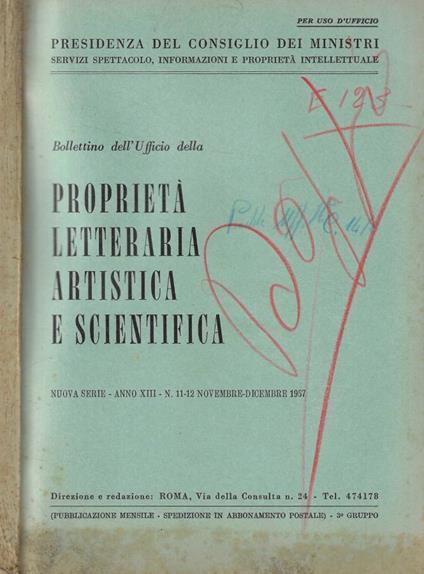 PER USO D'UFFICIO
PRESIDENZA DEL CONSIGLIO DEI MINISTRI
SERVIZI SPETTACOLO, INFORMAZIONI E PROPRIETÀ INTELLETTUALE
E 123
Bollettino dell'Ufficio della
PROPRIETÀ
LETTERARIA
ARTISTICA
E SCIENTIFICA
NUOVA SERIE - ANNO XIII - N. 11-12 NOVEMBRE-DICEMBRE 1957
Direzione e redazione: ROMA, Via della Consulta n. 24 - Tel. 474178
(PUBBLICAZIONE MENSILE - SPEDIZIONE IN ABBONAMENTO POSTALE) - 3º GRUPPO